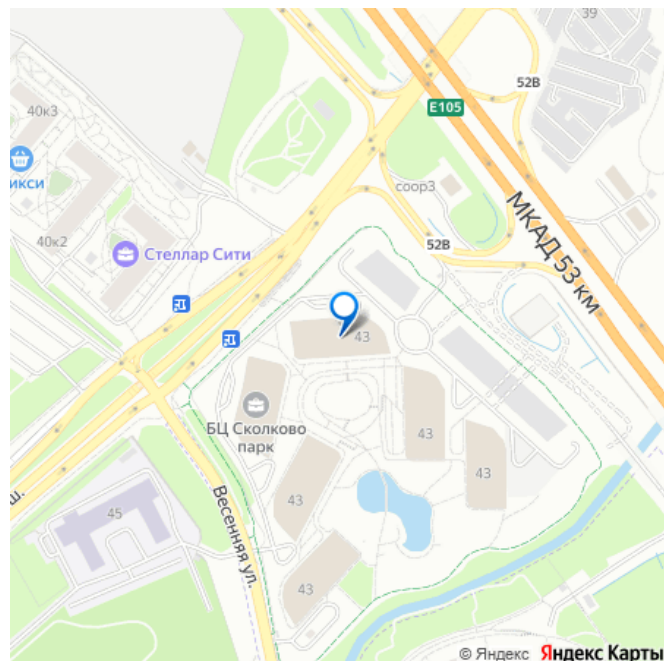 39
52В
E105
40к3
икси
соор3
40к2
Стеллар Сити
52В
МКАД 53 км
43
БЦ Сколково
парк
43
43
43
45
ш.
Весенняя ул.
43
© Яндекс Яндекс Карты